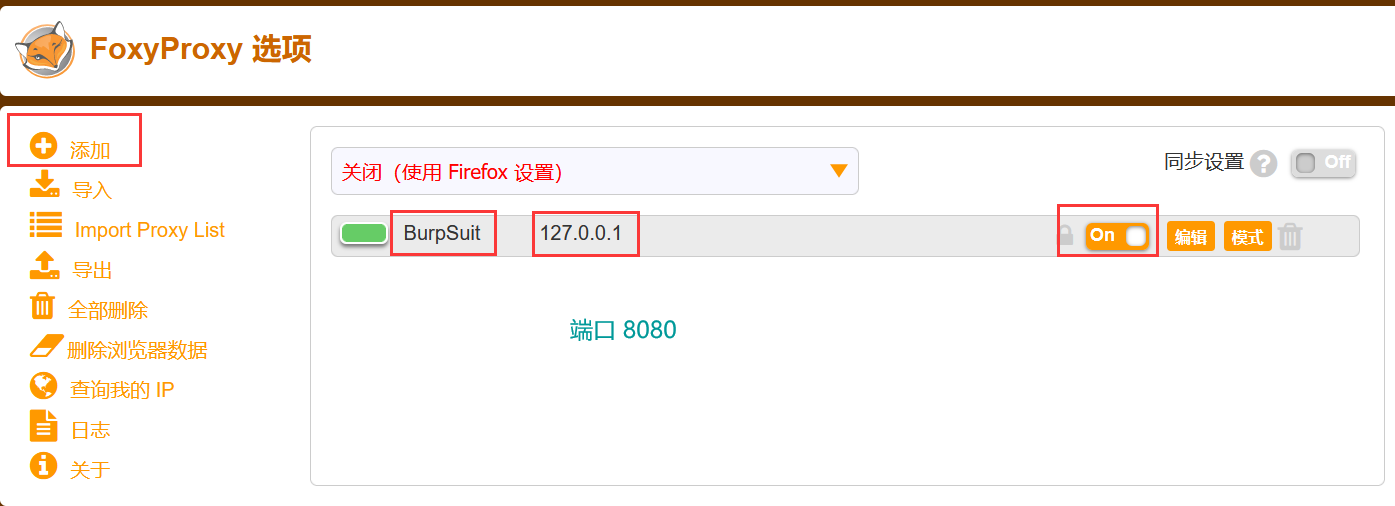 FoxyProxy 选项
添加
导入
Import Proxy List
导出
全部删除
删除浏览器数据
查询我的 IP
日志
关于
关闭（使用 Firefox 设置）
同步设置 ? Off
BurpSuit 127.0.0.1 On 编辑 模式
端口 8080